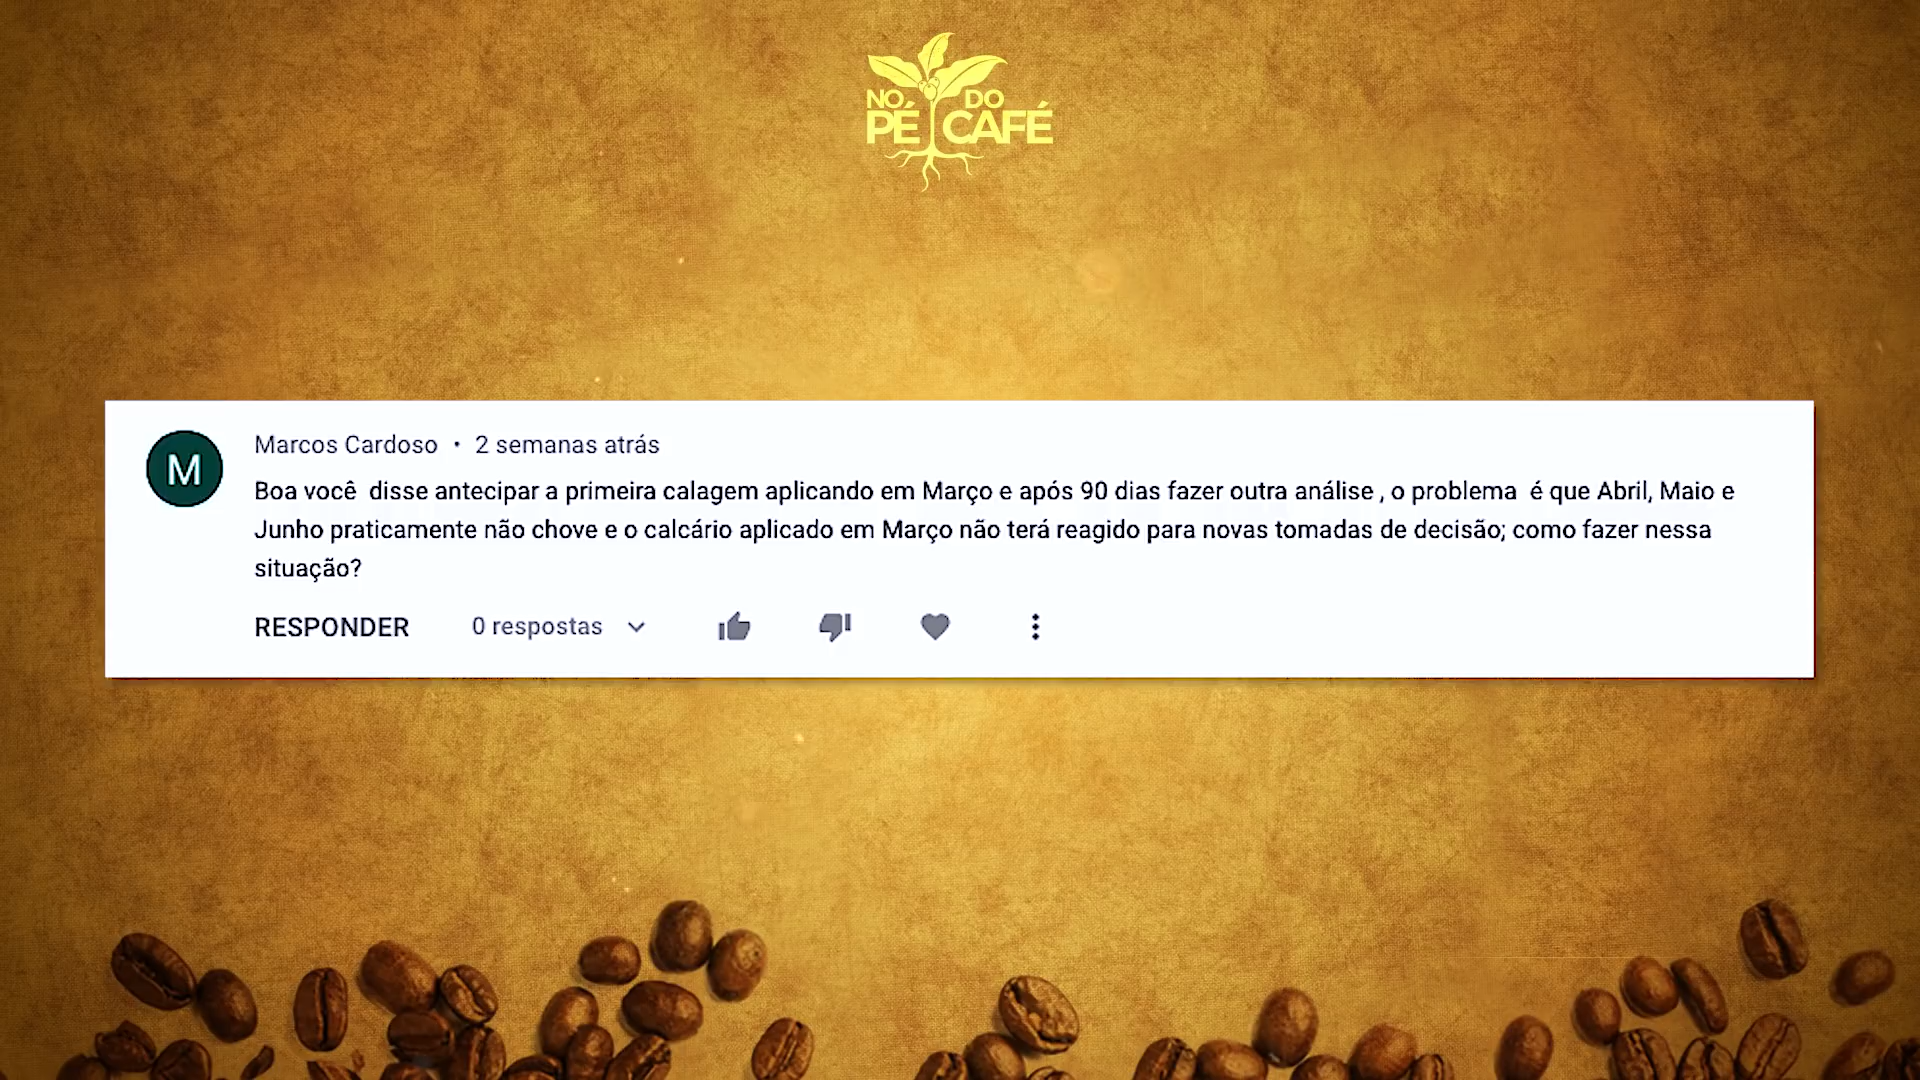 NO DO
PÉ CAFÉ
Marcos Cardoso • 2 semanas atrás
M
Boa você disse antecipar a primeira calagem aplicando em Março e após 90 dias fazer outra análise , o problema é que Abril, Maio e
Junho praticamente não chove e o calcário aplicado em Março não terá reagido para novas tomadas de decisão; como fazer nessa
situação?
RESPONDER 0 respostas